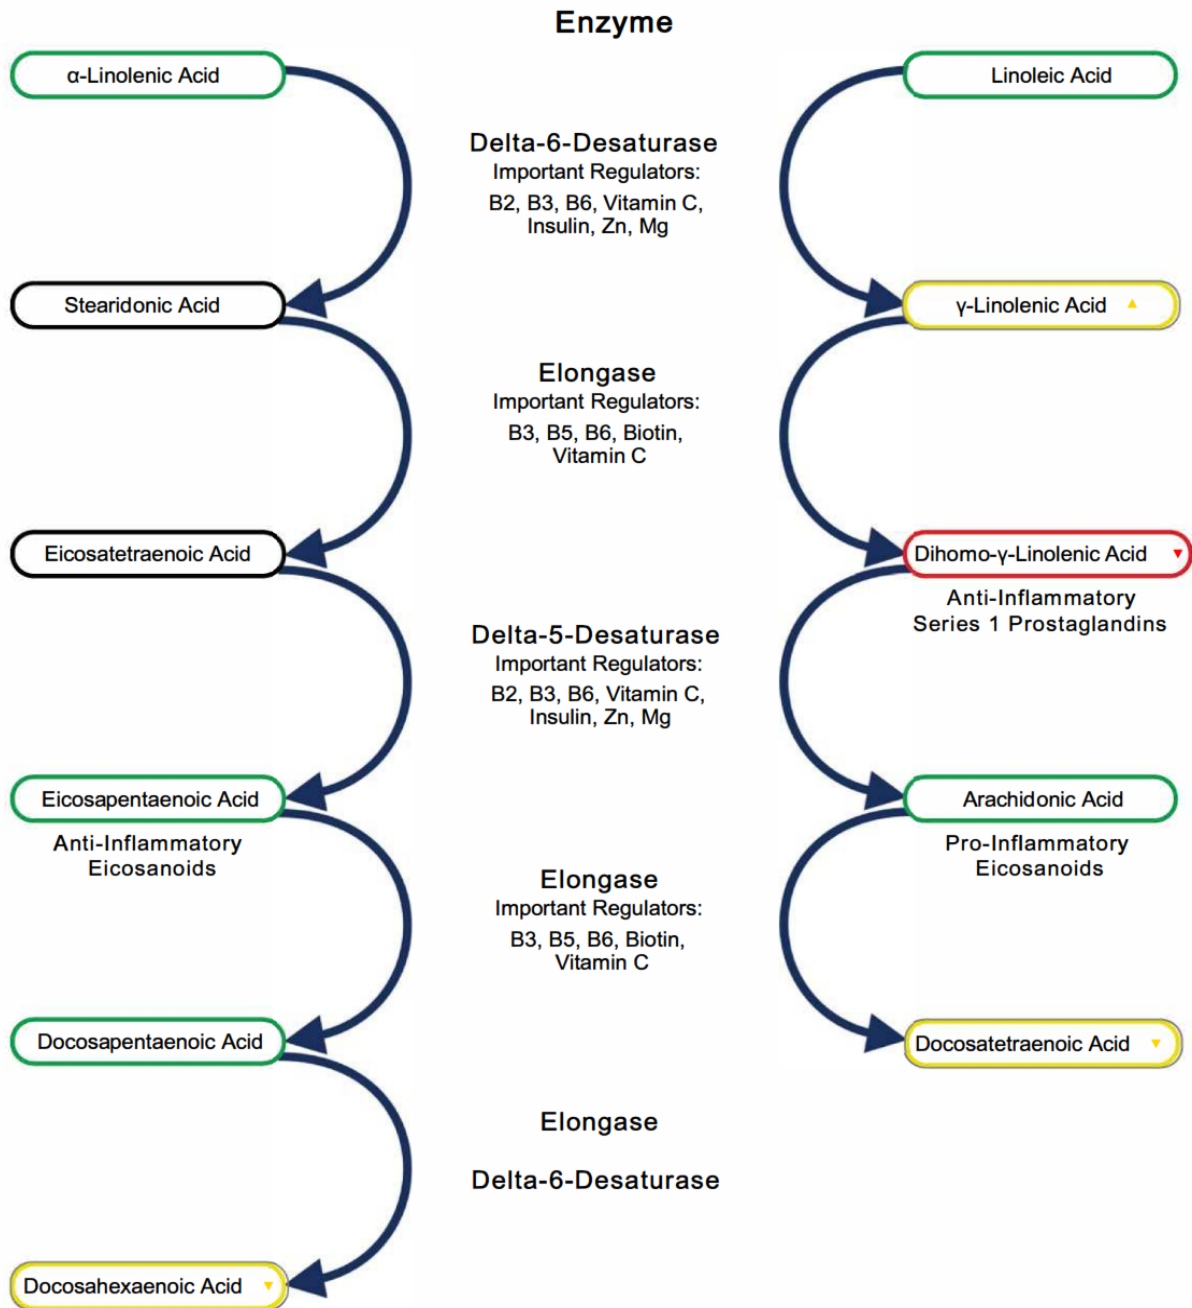 Enzyme
α-Linolenic Acid
Linoleic Acid
Delta-6-Desaturase
Important Regulators:
B2, B3, B6, Vitamin C,
Insulin, Zn, Mg
Stearidonic Acid
γ-Linolenic Acid
Elongase
Important Regulators:
B3, B5, B6, Biotin,
Vitamin C
Eicosatetraenoic Acid
Dihomo-γ-Linolenic Acid
Anti-Inflammatory
Series 1 Prostaglandins
Delta-5-Desaturase
Important Regulators:
B2, B3, B6, Vitamin C,
Insulin, Zn, Mg
Eicosapentaenoic Acid
Anti-Inflammatory
Eicosanoids
Arachidonic Acid
Pro-Inflammatory
Eicosanoids
Elongase
Important Regulators:
B3, B5, B6, Biotin,
Vitamin C
Docosapentaenoic Acid
Docosatetraenoic Acid
Elongase
Delta-6-Desaturase
Docosahexaenoic Acid